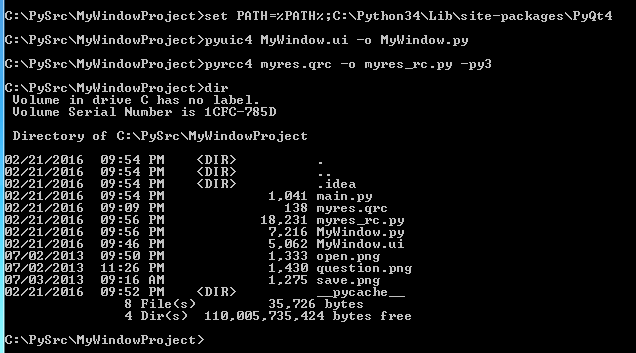 C:\PySrc\MyWindowProject>set PATH=%PATH%;C:\Python34\Lib\site-packages\PyQt4
C:\PySrc\MyWindowProject>pyuic4 MyWindow.ui -o MyWindow.py
C:\PySrc\MyWindowProject>pyrcc4 myres.qrc -o myres_rc.py -py3
C:\PySrc\MyWindowProject>dir
Volume in drive C has no label.
Volume Serial Number is 1CFC-785D
Directory of C:\PySrc\MyWindowProject
02/21/2016  09:54 PM    <DIR>          .
02/21/2016  09:54 PM    <DIR>          ..
02/21/2016  09:54 PM    <DIR>          .idea
02/21/2016  09:54 PM             1,041 main.py
02/21/2016  09:09 PM               138 myres.qrc
02/21/2016  09:56 PM            18,231 myres_rc.py
02/21/2016  09:56 PM             7,216 MyWindow.py
02/21/2016  09:46 PM             5,062 MyWindow.ui
07/02/2013  09:50 PM             1,333 open.png
07/02/2013  11:26 PM             1,430 question.png
07/03/2013  09:16 AM             1,275 save.png
02/21/2016  09:52 PM    <DIR>          __pycache__
8 File(s)         35,726 bytes
4 Dir(s)  110,005,735,424 bytes free
C:\PySrc\MyWindowProject>